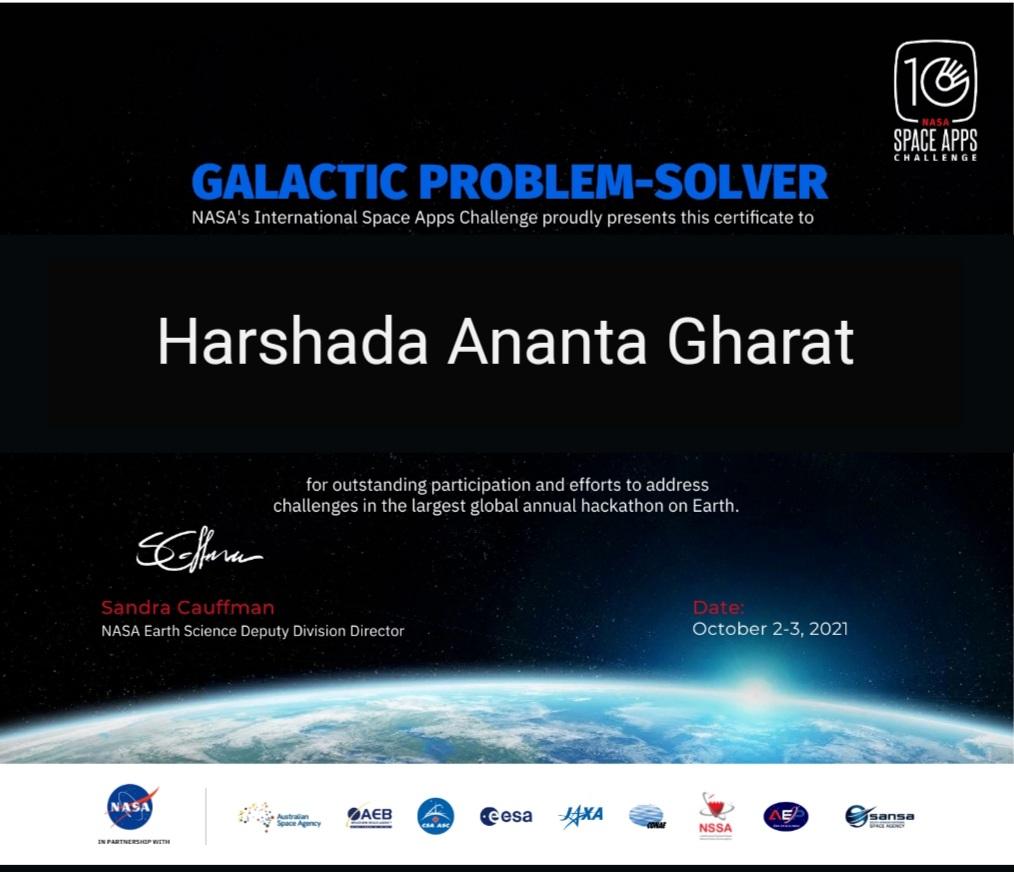 10
NASA
SPACE APPS
CHALLENGE
GALACTIC PROBLEM-SOLVER
NASA's International Space Apps Challenge proudly presents this certificate to
Harshada Ananta Gharat
for outstanding participation and efforts to address
challenges in the largest global annual hackathon on Earth.
Sandra Cauffman
NASA Earth Science Deputy Division Director
Date:
October 2-3, 2021
NASA
IN PARTNERSHIP WITH
Australian
Space Agency
AEB
CSA ASC
esa
JAXA
CONAE
NSSA
AEP
sansa
SPACE AGENCY